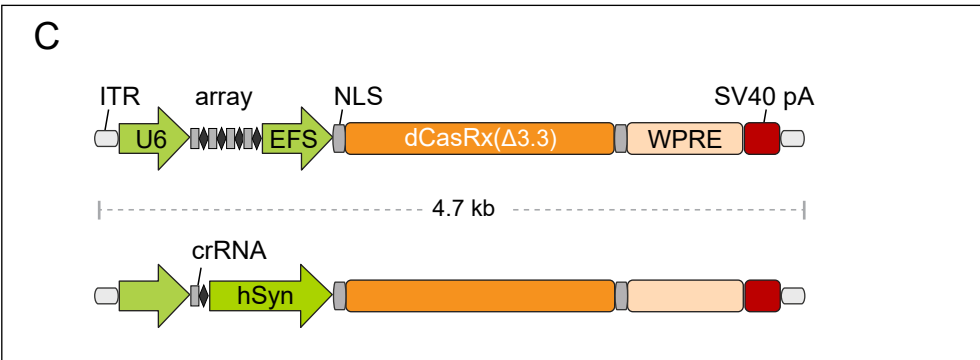 C
ITR array NLS SV40 pA
U6 EFS dCasRx(Δ3.3) WPRE
4.7 kb
crRNA
hSyn